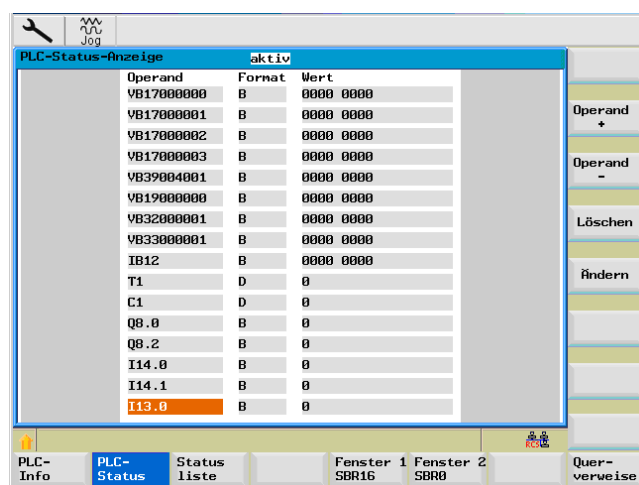 Jog
PLC-Status-Anzeige aktiv
Operand Format Wert
VB17000000 B 0000 0000
VB17000001 B 0000 0000
VB17000002 B 0000 0000
VB17000003 B 0000 0000
VB39004001 B 0000 0000
VB19000000 B 0000 0000
VB32000001 B 0000 0000
VB33000001 B 0000 0000
IB12 B 0000 0000
T1 D 0
C1 D 0
Q8.0 B 0
Q8.2 B 0
I14.0 B 0
I14.1 B 0
I13.0 B 0
Operand
+
Operand
-
Löschen
Ändern
RCS
PLC-
Info
PLC-
Status
Status
liste
Fenster 1
SBR16
Fenster 2
SBR0
Quer-
verweise